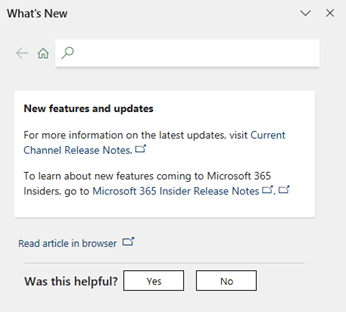 What's New
New features and updates
For more information on the latest updates, visit Current
Channel Release Notes.
To learn about new features coming to Microsoft 365
Insiders, go to Microsoft 365 Insider Release Notes .
Read article in browser
Was this helpful? Yes No